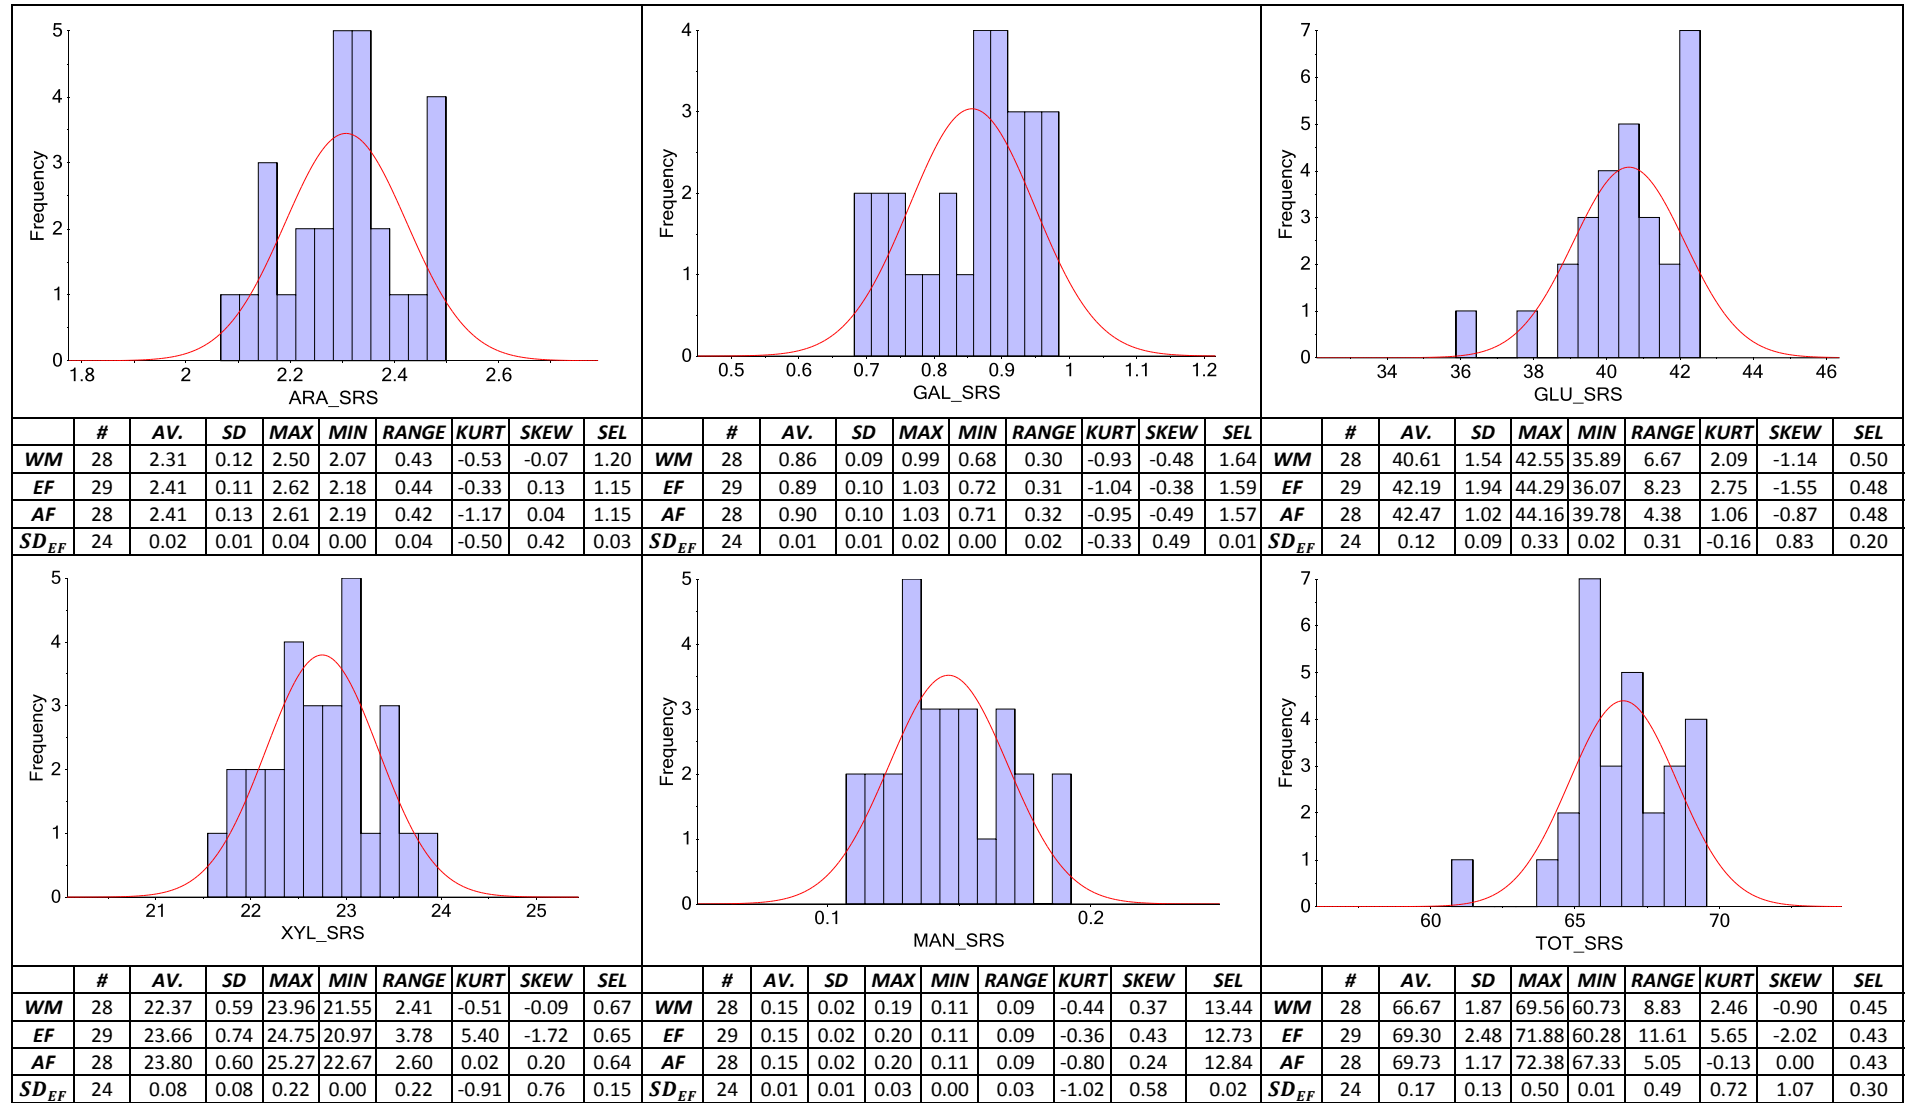 5
4
3
2
1
0
Frequency
1.8 2 2.2 2.4 2.6
ARA_SRS
4
3
2
1
0
Frequency
0.5 0.6 0.7 0.8 0.9 1 1.1 1.2
GAL_SRS
7
6
5
4
3
2
1
0
Frequency
34 36 38 40 42 44 46
GLU_SRS
# AV. SD MAX MIN RANGE KURT SKEW SEL
WM 28 2.31 0.12 2.50 2.07 0.43 -0.53 -0.07 1.20
EF 29 2.41 0.11 2.62 2.18 0.44 -0.33 0.13 1.15
AF 28 2.41 0.13 2.61 2.19 0.42 -1.17 0.04 1.15
SD_EF 24 0.02 0.01 0.04 0.00 0.04 -0.50 0.42 0.03
# AV. SD MAX MIN RANGE KURT SKEW SEL
WM 28 0.86 0.09 0.99 0.68 0.30 -0.93 -0.48 1.64
EF 29 0.89 0.10 1.03 0.72 0.31 -1.04 -0.38 1.59
AF 28 0.90 0.10 1.03 0.71 0.32 -0.95 -0.49 1.57
SD_EF 24 0.01 0.01 0.02 0.00 0.02 -0.33 0.49 0.01
# AV. SD MAX MIN RANGE KURT SKEW SEL
WM 28 40.61 1.54 42.55 35.89 6.67 2.09 -1.14 0.50
EF 29 42.19 1.94 44.29 36.07 8.23 2.75 -1.55 0.48
AF 28 42.47 1.02 44.16 39.78 4.38 1.06 -0.87 0.48
SD_EF 24 0.12 0.09 0.33 0.02 0.31 -0.16 0.83 0.20
5
4
3
2
1
0
Frequency
21 22 23 24 25
XYL_SRS
5
4
3
2
1
0
Frequency
0.1 0.2
MAN_SRS
7
6
5
4
3
2
1
0
Frequency
60 65 70
TOT_SRS
# AV. SD MAX MIN RANGE KURT SKEW SEL
WM 28 22.37 0.59 23.96 21.55 2.41 -0.51 -0.09 0.67
EF 29 23.66 0.74 24.75 20.97 3.78 5.40 -1.72 0.65
AF 28 23.80 0.60 25.27 22.67 2.60 0.02 0.20 0.64
SD_EF 24 0.08 0.08 0.22 0.00 0.22 -0.91 0.76 0.15
# AV. SD MAX MIN RANGE KURT SKEW SEL
WM 28 0.15 0.02 0.19 0.11 0.09 -0.44 0.37 13.44
EF 29 0.15 0.02 0.20 0.11 0.09 -0.36 0.43 12.73
AF 28 0.15 0.02 0.20 0.11 0.09 -0.80 0.24 12.84
SD_EF 24 0.01 0.01 0.03 0.00 0.03 -1.02 0.58 0.02
# AV. SD MAX MIN RANGE KURT SKEW SEL
WM 28 66.67 1.87 69.56 60.73 8.83 2.46 -0.90 0.45
EF 29 69.30 2.48 71.88 60.28 11.61 5.65 -2.02 0.43
AF 28 69.73 1.17 72.38 67.33 5.05 -0.13 0.00 0.43
SD_EF 24 0.17 0.13 0.50 0.01 0.49 0.72 1.07 0.30